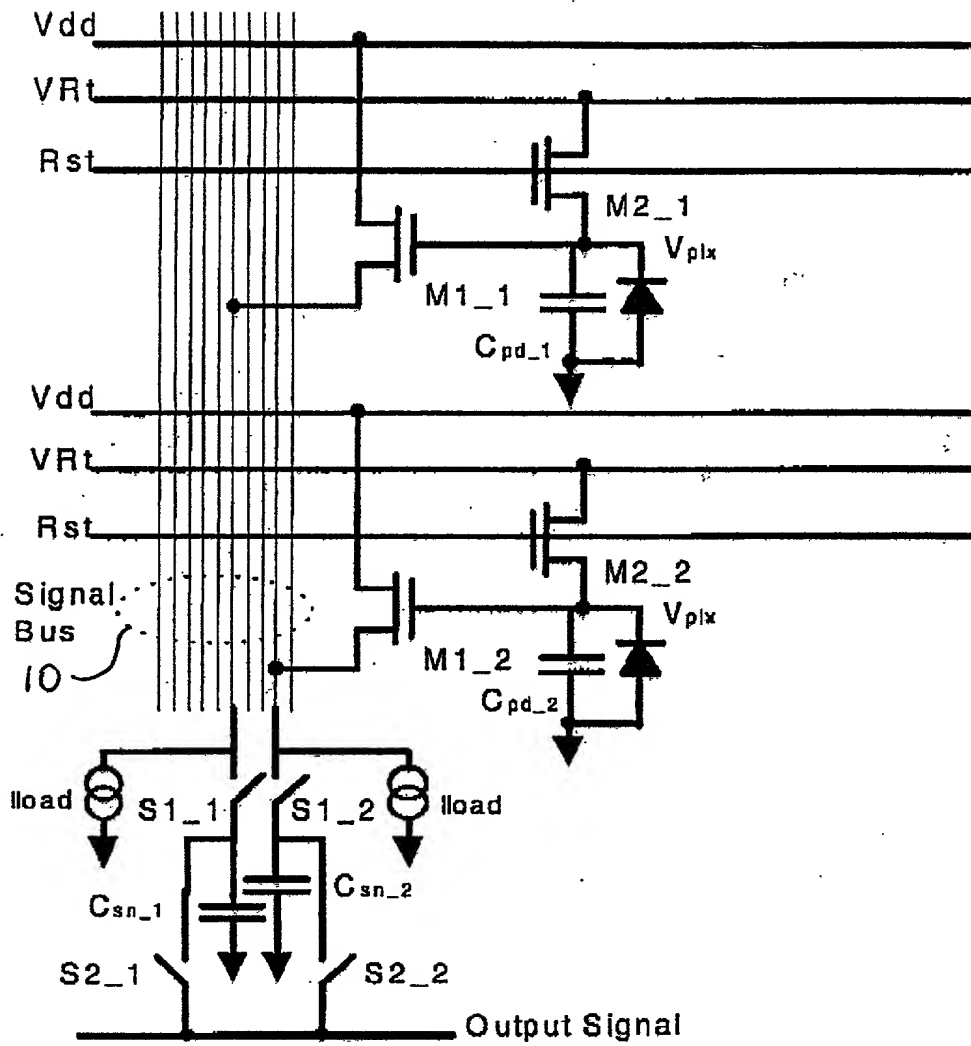 Vdd
VRt
Rst
M2_1
Vpix
M1_1
Cpd_1
Vdd
VRt
Rst
M2_2
Signal
Bus
10
Vpix
M1_2
Cpd_2
Iload
S1_1
S1_2
Iload
Csn_1
Csn_2
S2_1
S2_2
Output Signal